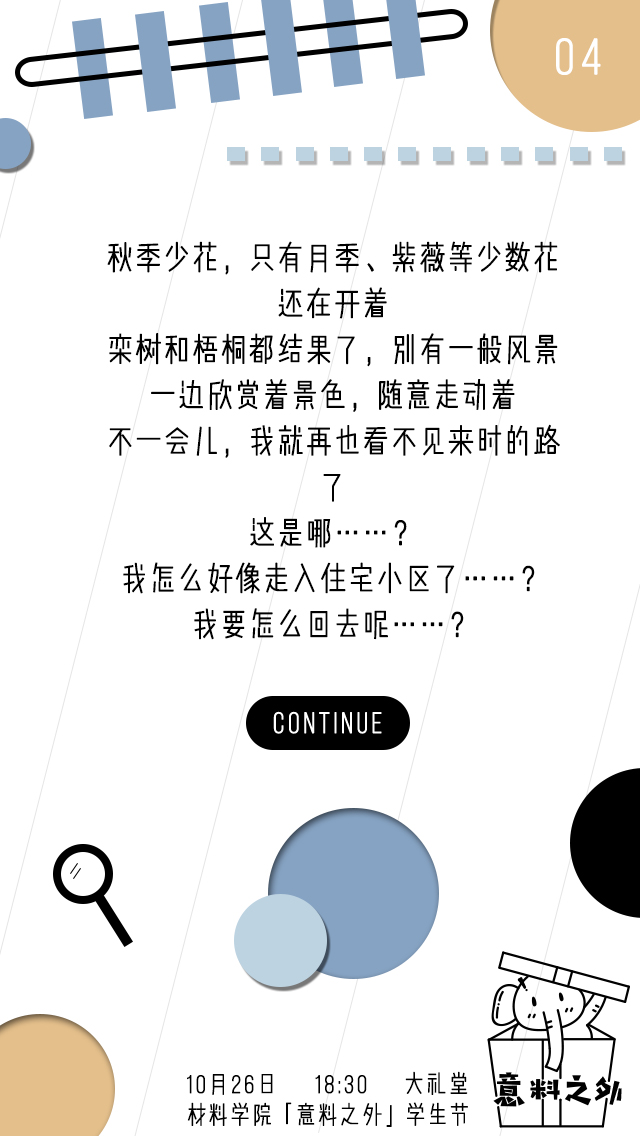 04
秋季少花，只有月季、紫薇等少数花
还在开着
栾树和梧桐都结果了，别有一般风景
一边欣赏着景色，随意走动着
不一会儿，我就再也看不见来时的路
了
这是哪……？
我怎么好像走入住宅小区了……？
我要怎么回去呢……？
CONTINUE
10月26日 18:30 大礼堂
材料学院「意料之外」学生节
意料之外